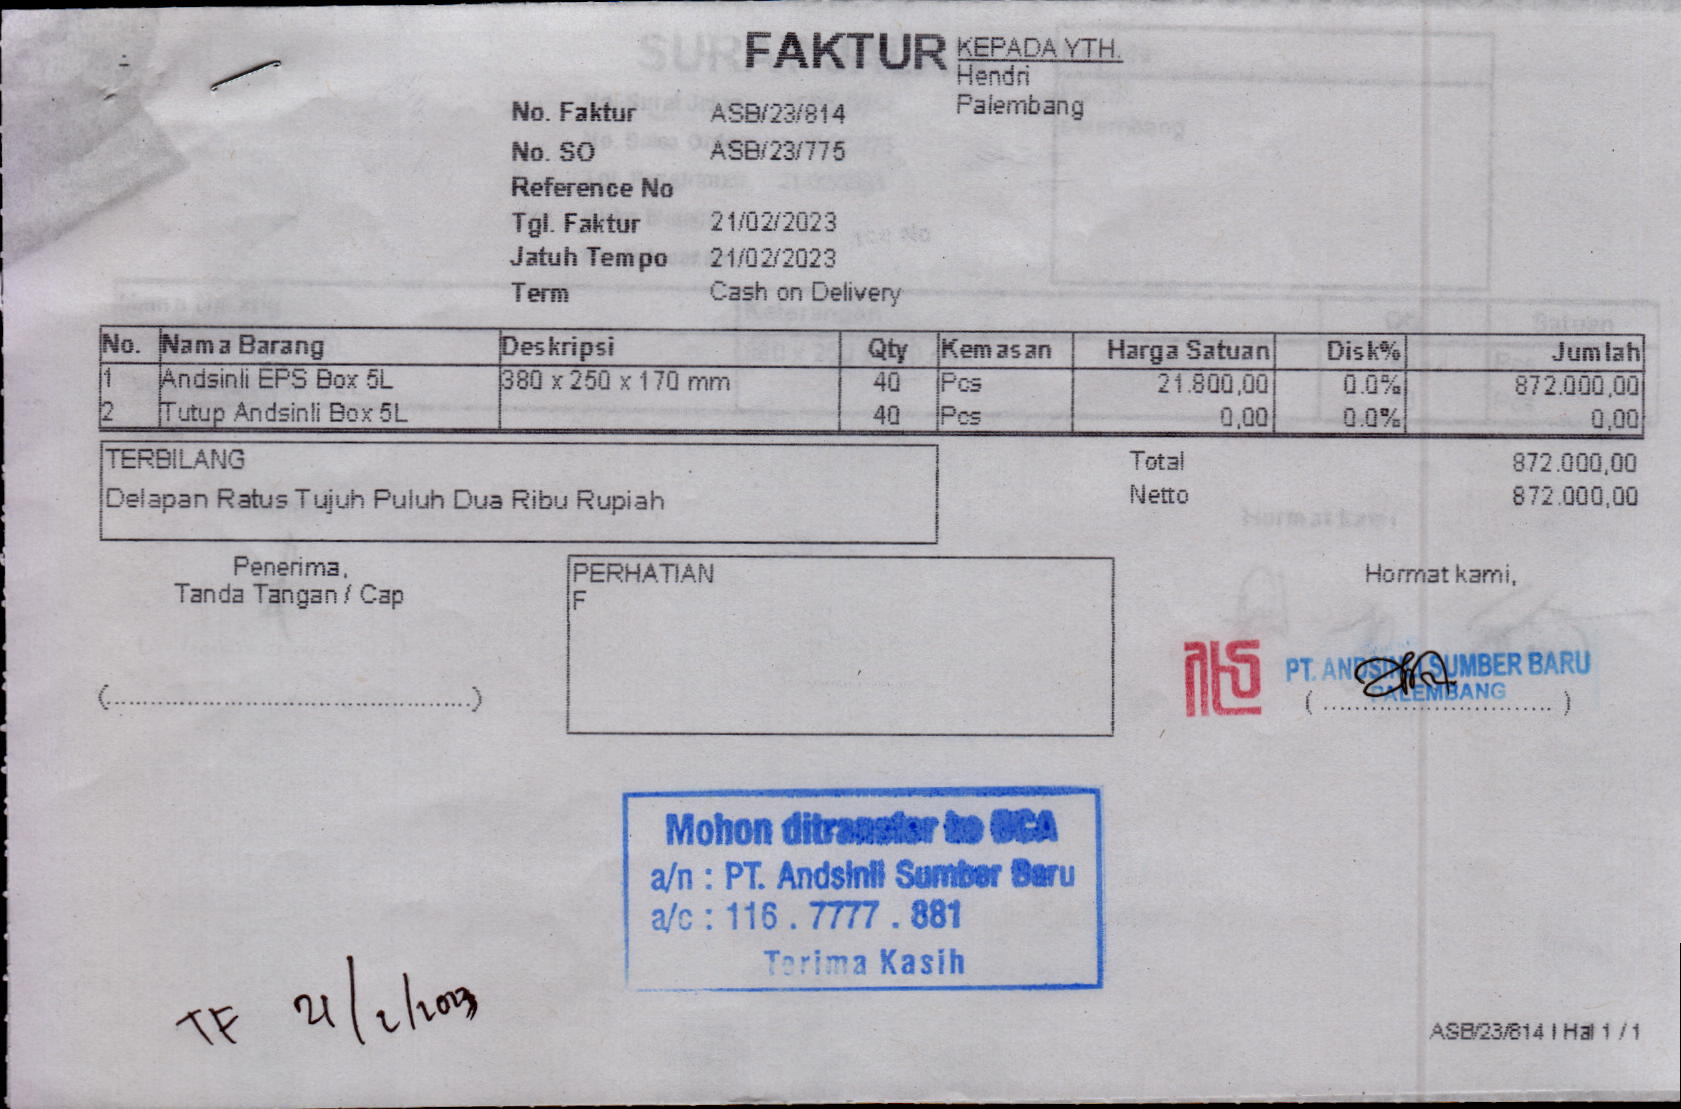 FAKTUR
KEPADA YTH.
Hendri
Palembang
No. Faktur ASB/23/814
No. SO ASB/23/775
Reference No
Tgl. Faktur 21/02/2023
Jatuh Tempo 21/02/2023
Term Cash on Delivery
No. Nama Barang Deskripsi Qty Kemasan Harga Satuan Disk% Jumlah
1 Andsinli EPS Box 5L 380 x 250 x 170 mm 40 Pcs 21.800,00 0.0% 872.000,00
2 Tutup Andsinli Box 5L 40 Pcs 0,00 0.0% 0,00
TERBILANG
Delapan Ratus Tujuh Puluh Dua Ribu Rupiah
Total 872.000,00
Netto 872.000,00
Penerima,
Tanda Tangan / Cap
(.................................................)
PERHATIAN
F
Hormat kami,
PT. ANDSINLI SUMBER BARU
PALEMBANG
( .............................. )
Mohon ditransfer ke BCA
a/n : PT. Andsinli Sumber Baru
a/c : 116 . 7777 . 881
Terima Kasih
TF 21/2/2023
ASB/23/814 | Hal 1 / 1